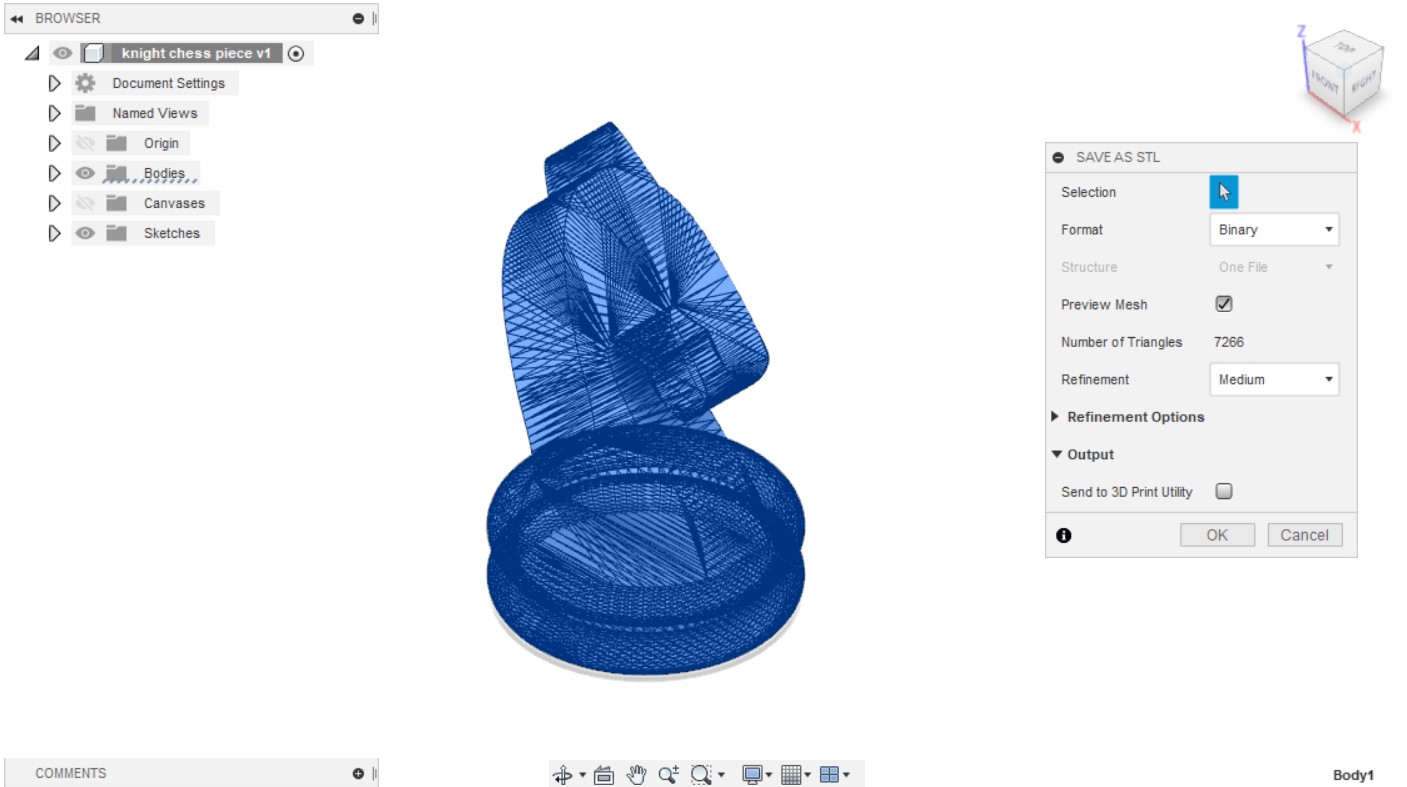 BROWSER
knight chess piece v1
Document Settings
Named Views
Origin
Bodies
Canvases
Sketches
Z
TOP
FRONT
RIGHT
X
SAVE AS STL
Selection
Format Binary
Structure One File
Preview Mesh
Number of Triangles 7266
Refinement Medium
Refinement Options
Output
Send to 3D Print Utility
OK Cancel
COMMENTS
Body1